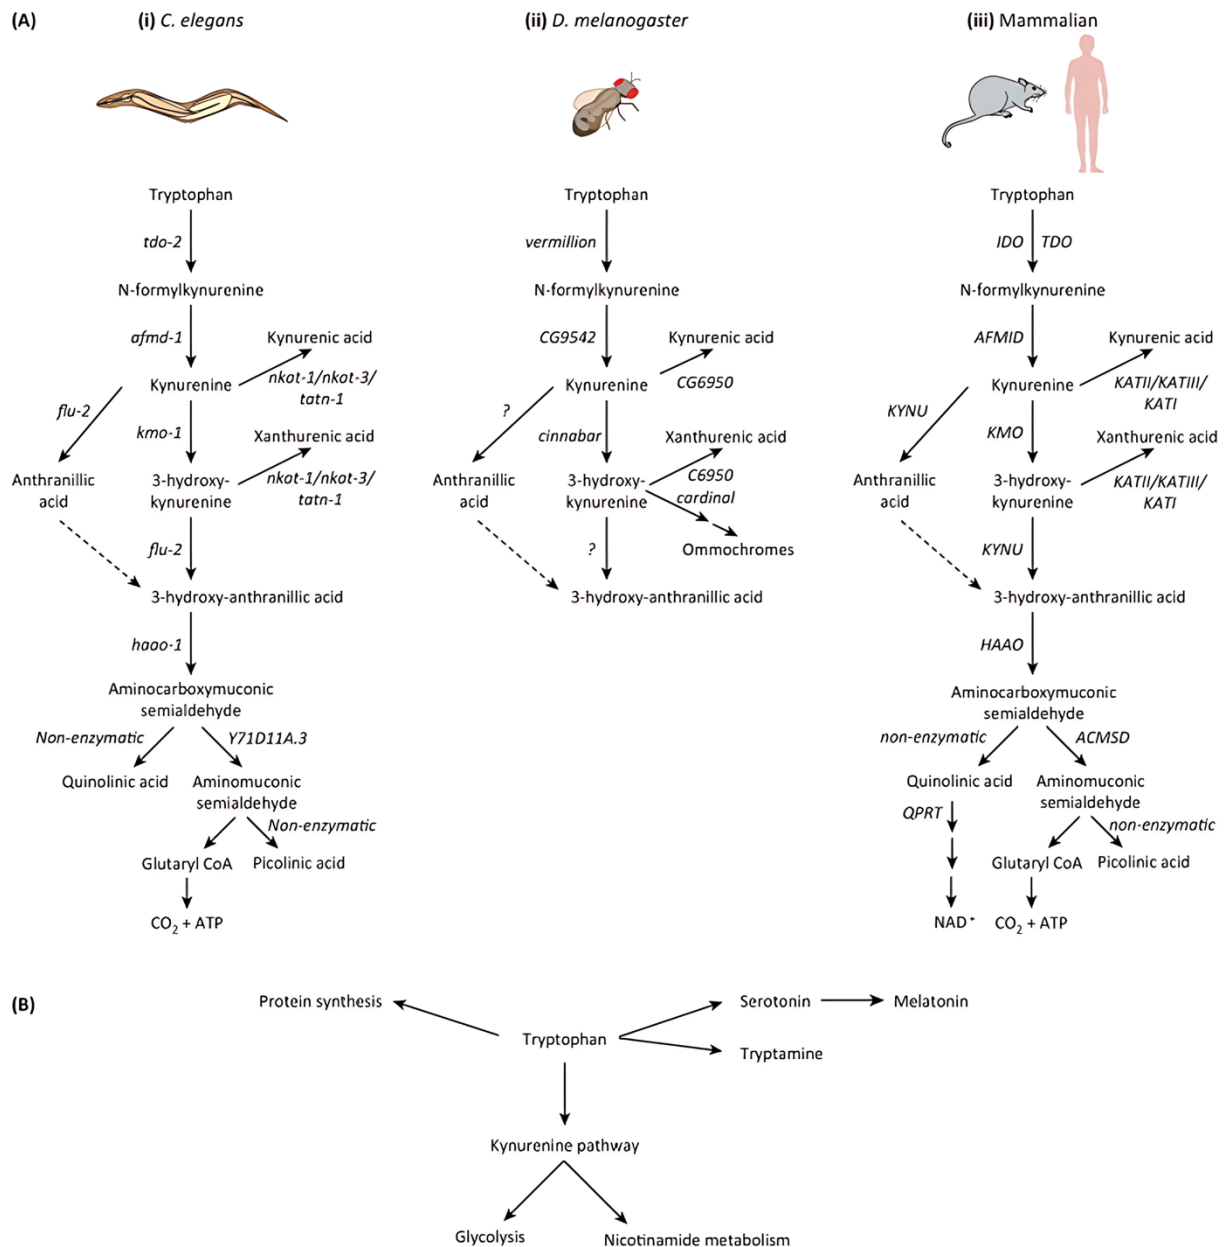 (A)
(i) C. elegans
(ii) D. melanogaster
(iii) Mammalian
Tryptophan
tdo-2
N-formylkynurenine
afmd-1
Kynurenic acid
Kynurenine
nkat-1/nkat-3/
tatn-1
flu-2
kmo-1
Xanthurenic acid
Anthranillic
acid
3-hydroxy-
kynurenine
nkat-1/nkat-3/
tatn-1
flu-2
3-hydroxy-anthranillic acid
haao-1
Aminocarboxymuconic
semialdehyde
Non-enzymatic
Y71D11A.3
Quinolinic acid
Aminomuconic
semialdehyde
Non-enzymatic
Glutaryl CoA
Picolinic acid
CO2 + ATP
Tryptophan
vermillion
N-formylkynurenine
CG9542
Kynurenic acid
Kynurenine
CG6950
?
cinnabar
Xanthurenic acid
Anthranillic
acid
3-hydroxy-
kynurenine
C6950
cardinal
?
Ommochromes
3-hydroxy-anthranillic acid
Tryptophan
IDO
TDO
N-formylkynurenine
AFMID
Kynurenic acid
Kynurenine
KATII/KATIII/
KATI
KYNU
KMO
Xanthurenic acid
Anthranillic
acid
3-hydroxy-
kynurenine
KATII/KATIII/
KATI
KYNU
3-hydroxy-anthranillic acid
HAAO
Aminocarboxymuconic
semialdehyde
non-enzymatic
ACMSD
Quinolinic acid
Aminomuconic
semialdehyde
QPRT
non-enzymatic
Glutaryl CoA
Picolinic acid
NAD+
CO2 + ATP
(B)
Protein synthesis
Serotonin
Melatonin
Tryptophan
Tryptamine
Kynurenine pathway
Glycolysis
Nicotinamide metabolism